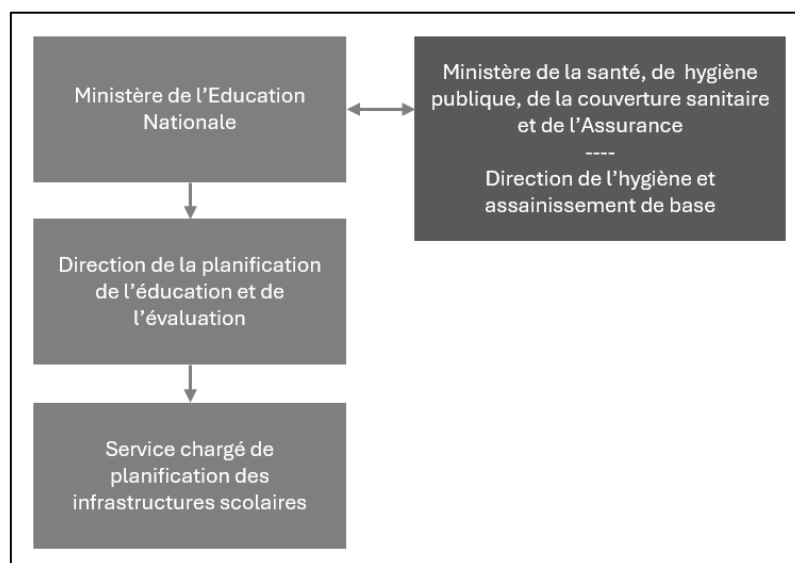 Ministère de l’Education
Nationale
Ministère de la santé, de hygiène
publique, de la couverture sanitaire
et de l’Assurance
----
Direction de l’hygiène et
assainissement de base
Direction de la planification
de l’éducation et de
l’évaluation
Service chargé de
planification des
infrastructures scolaires